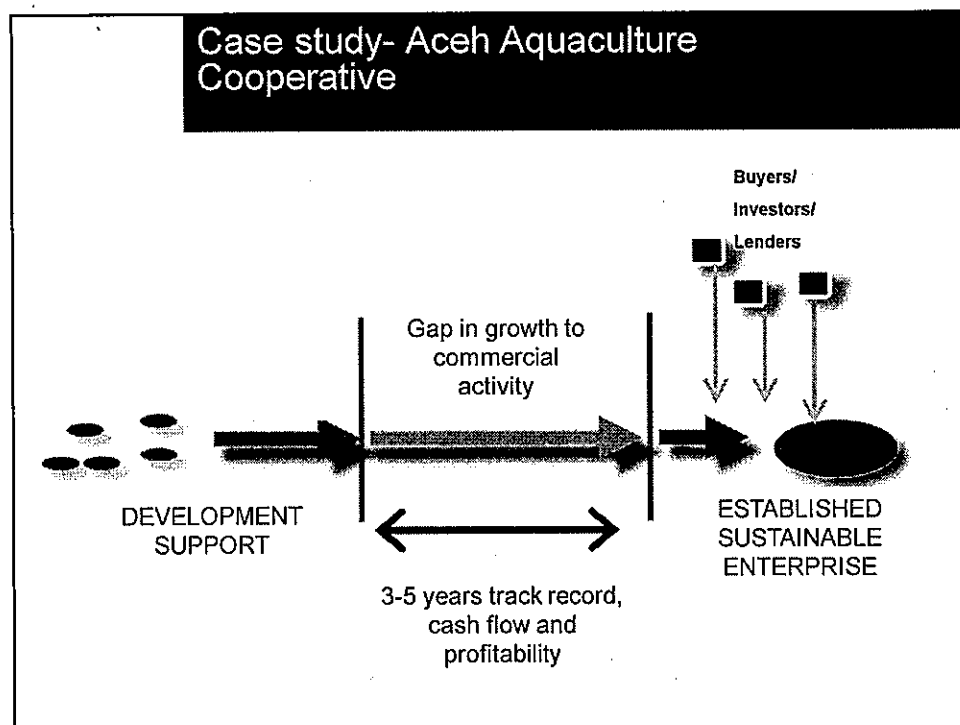 Case study- Aceh Aquaculture
Cooperative
Buyers/
Investors/
Lenders
Gap in growth to
commercial
activity
DEVELOPMENT
SUPPORT
ESTABLISHED
SUSTAINABLE
ENTERPRISE
3-5 years track record,
cash flow and
profitability